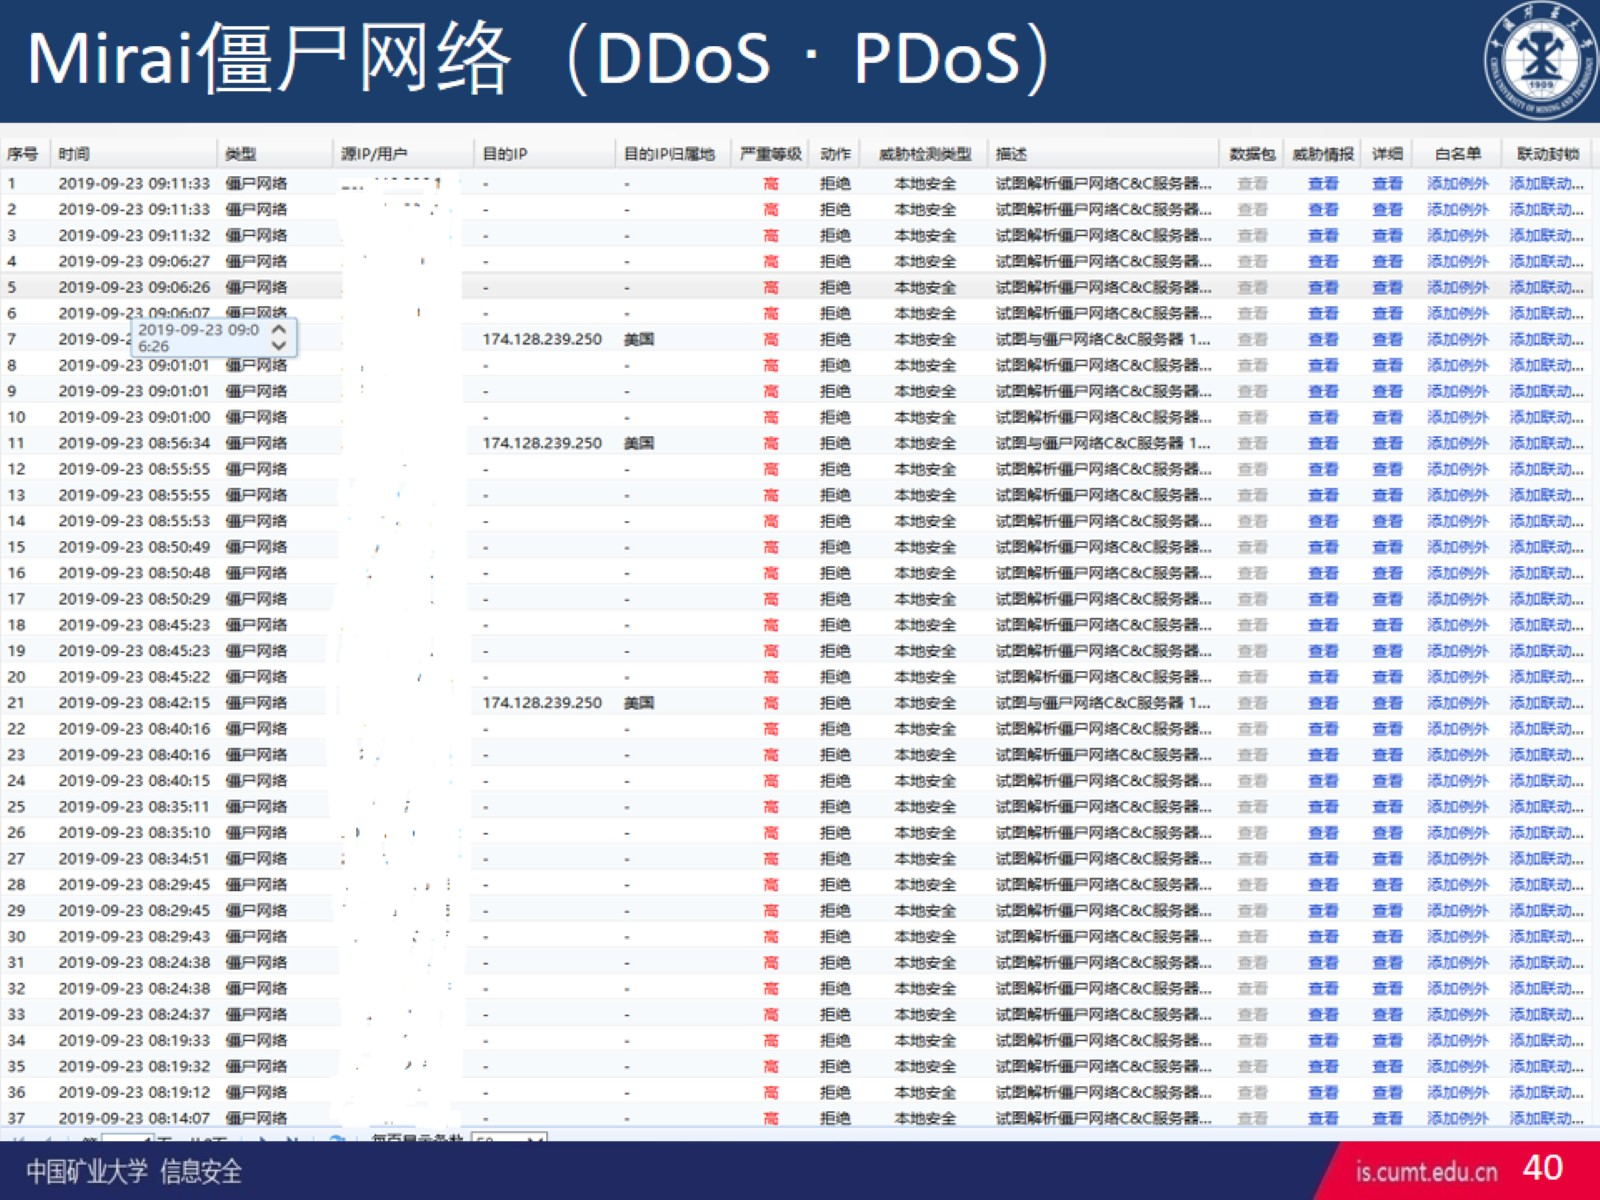 Mirai僵尸网络（DDoS · PDoS）
序号 时间 类型 源IP/用户 目的IP 目的IP归属地 严重等级 动作 威胁检测类型 描述 数据包 威胁情报 详细 白名单 联动封锁
1 2019-09-23 09:11:33 僵尸网络 - - 高 拒绝 本地安全 试图解析僵尸网络C&C服务器... 查看 查看 查看 添加例外 添加联动...
2 2019-09-23 09:11:33 僵尸网络 - - 高 拒绝 本地安全 试图解析僵尸网络C&C服务器... 查看 查看 查看 添加例外 添加联动...
3 2019-09-23 09:11:32 僵尸网络 - - 高 拒绝 本地安全 试图解析僵尸网络C&C服务器... 查看 查看 查看 添加例外 添加联动...
4 2019-09-23 09:06:27 僵尸网络 - - 高 拒绝 本地安全 试图解析僵尸网络C&C服务器... 查看 查看 查看 添加例外 添加联动...
5 2019-09-23 09:06:26 僵尸网络 - - 高 拒绝 本地安全 试图解析僵尸网络C&C服务器... 查看 查看 查看 添加例外 添加联动...
6 2019-09-23 09:06:07 僵尸网络 - - 高 拒绝 本地安全 试图解析僵尸网络C&C服务器... 查看 查看 查看 添加例外 添加联动...
2019-09-23 09:0
6:26
7 2019-09-2 174.128.239.250 美国 高 拒绝 本地安全 试图与僵尸网络C&C服务器 1... 查看 查看 查看 添加例外 添加联动...
8 2019-09-23 09:01:01 僵尸网络 - - 高 拒绝 本地安全 试图解析僵尸网络C&C服务器... 查看 查看 查看 添加例外 添加联动...
9 2019-09-23 09:01:01 僵尸网络 - - 高 拒绝 本地安全 试图解析僵尸网络C&C服务器... 查看 查看 查看 添加例外 添加联动...
10 2019-09-23 09:01:00 僵尸网络 - - 高 拒绝 本地安全 试图解析僵尸网络C&C服务器... 查看 查看 查看 添加例外 添加联动...
11 2019-09-23 08:56:34 僵尸网络 174.128.239.250 美国 高 拒绝 本地安全 试图与僵尸网络C&C服务器 1... 查看 查看 查看 添加例外 添加联动...
12 2019-09-23 08:55:55 僵尸网络 - - 高 拒绝 本地安全 试图解析僵尸网络C&C服务器... 查看 查看 查看 添加例外 添加联动...
13 2019-09-23 08:55:55 僵尸网络 - - 高 拒绝 本地安全 试图解析僵尸网络C&C服务器... 查看 查看 查看 添加例外 添加联动...
14 2019-09-23 08:55:53 僵尸网络 - - 高 拒绝 本地安全 试图解析僵尸网络C&C服务器... 查看 查看 查看 添加例外 添加联动...
15 2019-09-23 08:50:49 僵尸网络 - - 高 拒绝 本地安全 试图解析僵尸网络C&C服务器... 查看 查看 查看 添加例外 添加联动...
16 2019-09-23 08:50:48 僵尸网络 - - 高 拒绝 本地安全 试图解析僵尸网络C&C服务器... 查看 查看 查看 添加例外 添加联动...
17 2019-09-23 08:50:29 僵尸网络 - - 高 拒绝 本地安全 试图解析僵尸网络C&C服务器... 查看 查看 查看 添加例外 添加联动...
18 2019-09-23 08:45:23 僵尸网络 - - 高 拒绝 本地安全 试图解析僵尸网络C&C服务器... 查看 查看 查看 添加例外 添加联动...
19 2019-09-23 08:45:23 僵尸网络 - - 高 拒绝 本地安全 试图解析僵尸网络C&C服务器... 查看 查看 查看 添加例外 添加联动...
20 2019-09-23 08:45:22 僵尸网络 - - 高 拒绝 本地安全 试图解析僵尸网络C&C服务器... 查看 查看 查看 添加例外 添加联动...
21 2019-09-23 08:42:15 僵尸网络 174.128.239.250 美国 高 拒绝 本地安全 试图与僵尸网络C&C服务器 1... 查看 查看 查看 添加例外 添加联动...
22 2019-09-23 08:40:16 僵尸网络 - - 高 拒绝 本地安全 试图解析僵尸网络C&C服务器... 查看 查看 查看 添加例外 添加联动...
23 2019-09-23 08:40:16 僵尸网络 - - 高 拒绝 本地安全 试图解析僵尸网络C&C服务器... 查看 查看 查看 添加例外 添加联动...
24 2019-09-23 08:40:15 僵尸网络 - - 高 拒绝 本地安全 试图解析僵尸网络C&C服务器... 查看 查看 查看 添加例外 添加联动...
25 2019-09-23 08:35:11 僵尸网络 - - 高 拒绝 本地安全 试图解析僵尸网络C&C服务器... 查看 查看 查看 添加例外 添加联动...
26 2019-09-23 08:35:10 僵尸网络 - - 高 拒绝 本地安全 试图解析僵尸网络C&C服务器... 查看 查看 查看 添加例外 添加联动...
27 2019-09-23 08:34:51 僵尸网络 - - 高 拒绝 本地安全 试图解析僵尸网络C&C服务器... 查看 查看 查看 添加例外 添加联动...
28 2019-09-23 08:29:45 僵尸网络 - - 高 拒绝 本地安全 试图解析僵尸网络C&C服务器... 查看 查看 查看 添加例外 添加联动...
29 2019-09-23 08:29:45 僵尸网络 - - 高 拒绝 本地安全 试图解析僵尸网络C&C服务器... 查看 查看 查看 添加例外 添加联动...
30 2019-09-23 08:29:43 僵尸网络 - - 高 拒绝 本地安全 试图解析僵尸网络C&C服务器... 查看 查看 查看 添加例外 添加联动...
31 2019-09-23 08:24:38 僵尸网络 - - 高 拒绝 本地安全 试图解析僵尸网络C&C服务器... 查看 查看 查看 添加例外 添加联动...
32 2019-09-23 08:24:38 僵尸网络 - - 高 拒绝 本地安全 试图解析僵尸网络C&C服务器... 查看 查看 查看 添加例外 添加联动...
33 2019-09-23 08:24:37 僵尸网络 - - 高 拒绝 本地安全 试图解析僵尸网络C&C服务器... 查看 查看 查看 添加例外 添加联动...
34 2019-09-23 08:19:33 僵尸网络 - - 高 拒绝 本地安全 试图解析僵尸网络C&C服务器... 查看 查看 查看 添加例外 添加联动...
35 2019-09-23 08:19:32 僵尸网络 - - 高 拒绝 本地安全 试图解析僵尸网络C&C服务器... 查看 查看 查看 添加例外 添加联动...
36 2019-09-23 08:19:12 僵尸网络 - - 高 拒绝 本地安全 试图解析僵尸网络C&C服务器... 查看 查看 查看 添加例外 添加联动...
37 2019-09-23 08:14:07 僵尸网络 - - 高 拒绝 本地安全 试图解析僵尸网络C&C服务器... 查看 查看 查看 添加例外 添加联动...
中国矿业大学 信息安全
is.cumt.edu.cn 40